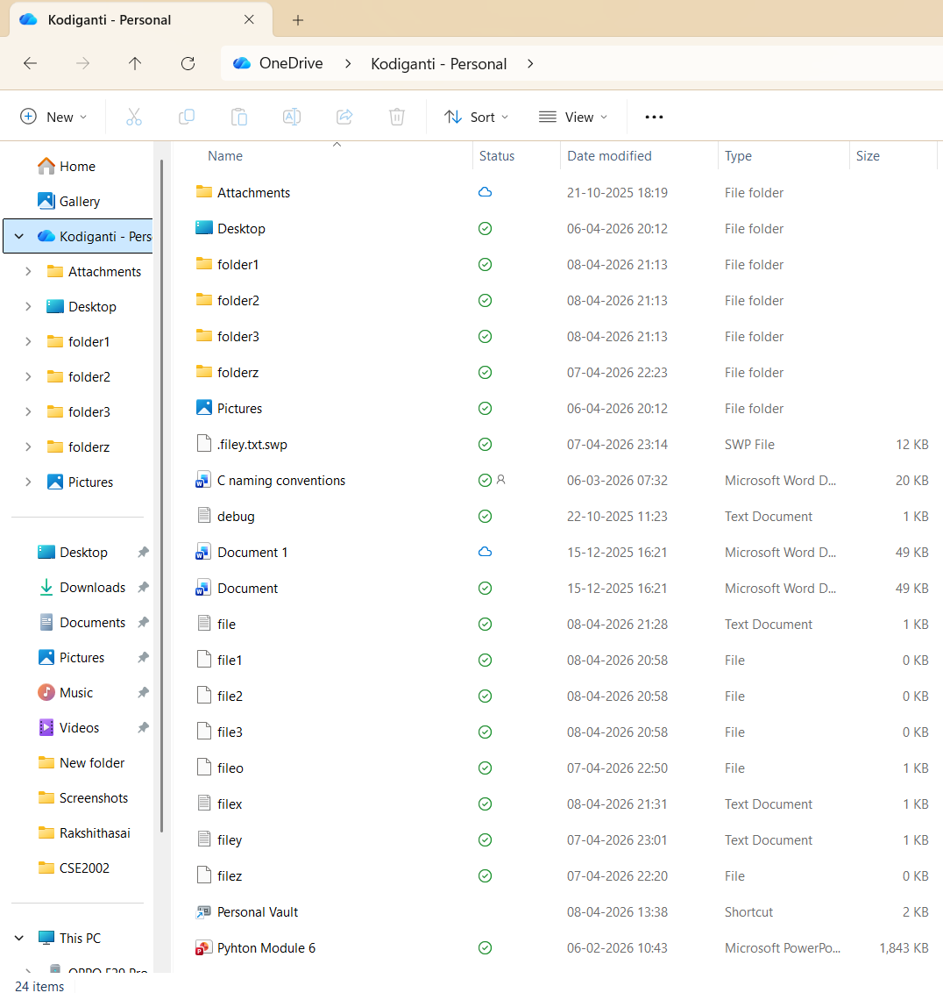 Kodiganti - Personal
OneDrive > Kodiganti - Personal >
New
Sort
View
Home
Gallery
Kodiganti - Pers
Attachments
Desktop
folder1
folder2
folder3
folderz
Pictures
Desktop
Downloads
Documents
Pictures
Music
Videos
New folder
Screenshots
Rakshithasai
CSE2002
This PC
OPPO F29 Pro
Name Status Date modified Type Size
Attachments 21-10-2025 18:19 File folder
Desktop 06-04-2026 20:12 File folder
folder1 08-04-2026 21:13 File folder
folder2 08-04-2026 21:13 File folder
folder3 08-04-2026 21:13 File folder
folderz 07-04-2026 22:23 File folder
Pictures 06-04-2026 20:12 File folder
.filey.txt.swp 07-04-2026 23:14 SWP File 12 KB
C naming conventions 06-03-2026 07:32 Microsoft Word D... 20 KB
debug 22-10-2025 11:23 Text Document 1 KB
Document 1 15-12-2025 16:21 Microsoft Word D... 49 KB
Document 15-12-2025 16:21 Microsoft Word D... 49 KB
file 08-04-2026 21:28 Text Document 1 KB
file1 08-04-2026 20:58 File 0 KB
file2 08-04-2026 20:58 File 0 KB
file3 08-04-2026 20:58 File 0 KB
fileo 07-04-2026 22:50 File 1 KB
filex 08-04-2026 21:31 Text Document 1 KB
filey 07-04-2026 23:01 Text Document 1 KB
filez 07-04-2026 22:20 File 0 KB
Personal Vault 08-04-2026 13:38 Shortcut 2 KB
Pyhton Module 6 06-02-2026 10:43 Microsoft PowerPo... 1,843 KB
24 items